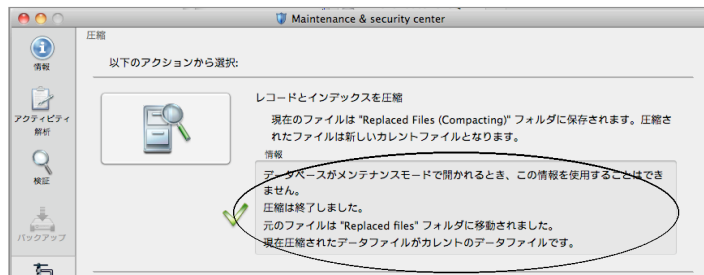 Maintenance & security center
圧縮
以下のアクションから選択:
情報
アクティビティ
解析
検証
バックアップ
レコードとインデックスを圧縮
現在のファイルは "Replaced Files (Compacting)" フォルダに保存されます。圧縮さ
れたファイルは新しいカレントファイルとなります。
情報
データベースがメンテナンスモードで開かれるとき、この情報を使用することはでき
ません。
圧縮は終了しました。
元のファイルは "Replaced files" フォルダに移動されました。
現在圧縮されたデータファイルがカレントのデータファイルです。